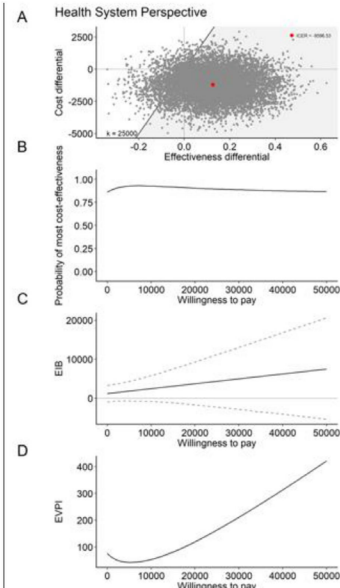 A Health System Perspective
Cost differential
2500
0
-2500
-5000
k = 25000
-0.2 0.0 0.2 0.4 0.6
Effectiveness differential
B
Probability of most cost-effectiveness
1.00
0.75
0.50
0.25
0.00
0 10000 20000 30000 40000 50000
Willingness to pay
C
EIB
20000
10000
0
0 10000 20000 30000 40000 50000
Willingness to pay
D
EVPI
400
300
200
100
0 10000 20000 30000 40000 50000
Willingness to pay